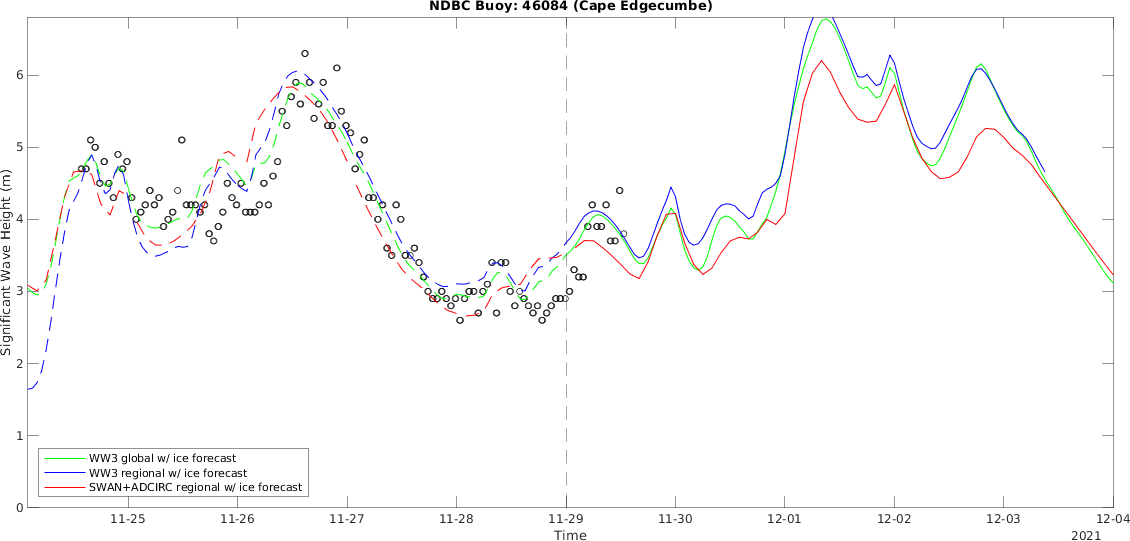 NDBC Buoy: 46084 (Cape Edgecumbe)
Significant Wave Height (m)
6
5
4
3
2
1
0
WW3 global w/ ice forecast
WW3 regional w/ ice forecast
SWAN+ADCIRC regional w/ ice forecast
11-25 11-26 11-27 11-28 11-29 11-30 12-01 12-02 12-03 12-04
Time
2021